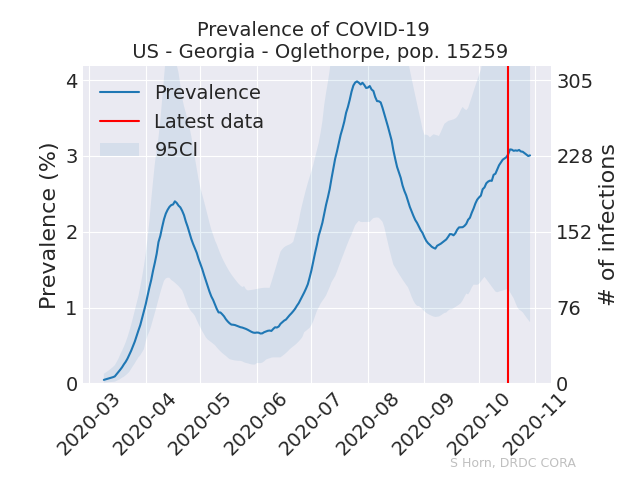 Prevalence of COVID-19
US - Georgia - Oglethorpe, pop. 15259
Prevalence
Latest data
95CI
Prevalence (%)
4
3
2
1
0
# of infections
305
228
152
76
0
2020-03
2020-04
2020-05
2020-06
2020-07
2020-08
2020-09
2020-10
2020-11
S Horn, DRDC CORA